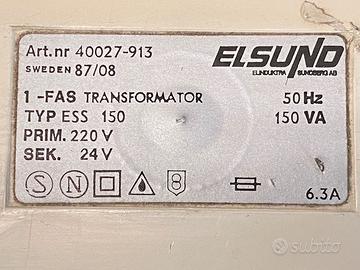 Art.nr 40027-913
SWEDEN 87/08
ELSUND
ELINDUKTRA SUNDBERG AB
1 -FAS TRANSFORMATOR 50 Hz
TYP ESS 150 150 VA
PRIM. 220 V
SEK. 24 V
S N D 8
6.3A
subito